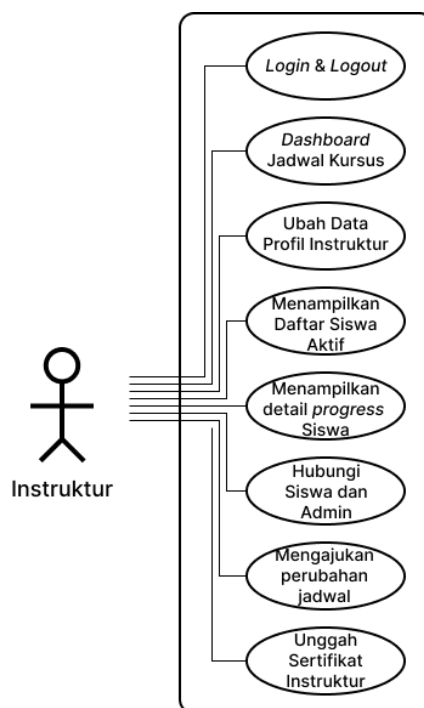 Login & Logout
Dashboard
Jadwal Kursus
Ubah Data
Profil Instruktur
Menampilkan
Daftar Siswa
Aktif
Menampilkan
detail progress
Siswa
Instruktur
Hubungi
Siswa dan
Admin
Mengajukan
perubahan
jadwal
Unggah
Sertifikat
Instruktur